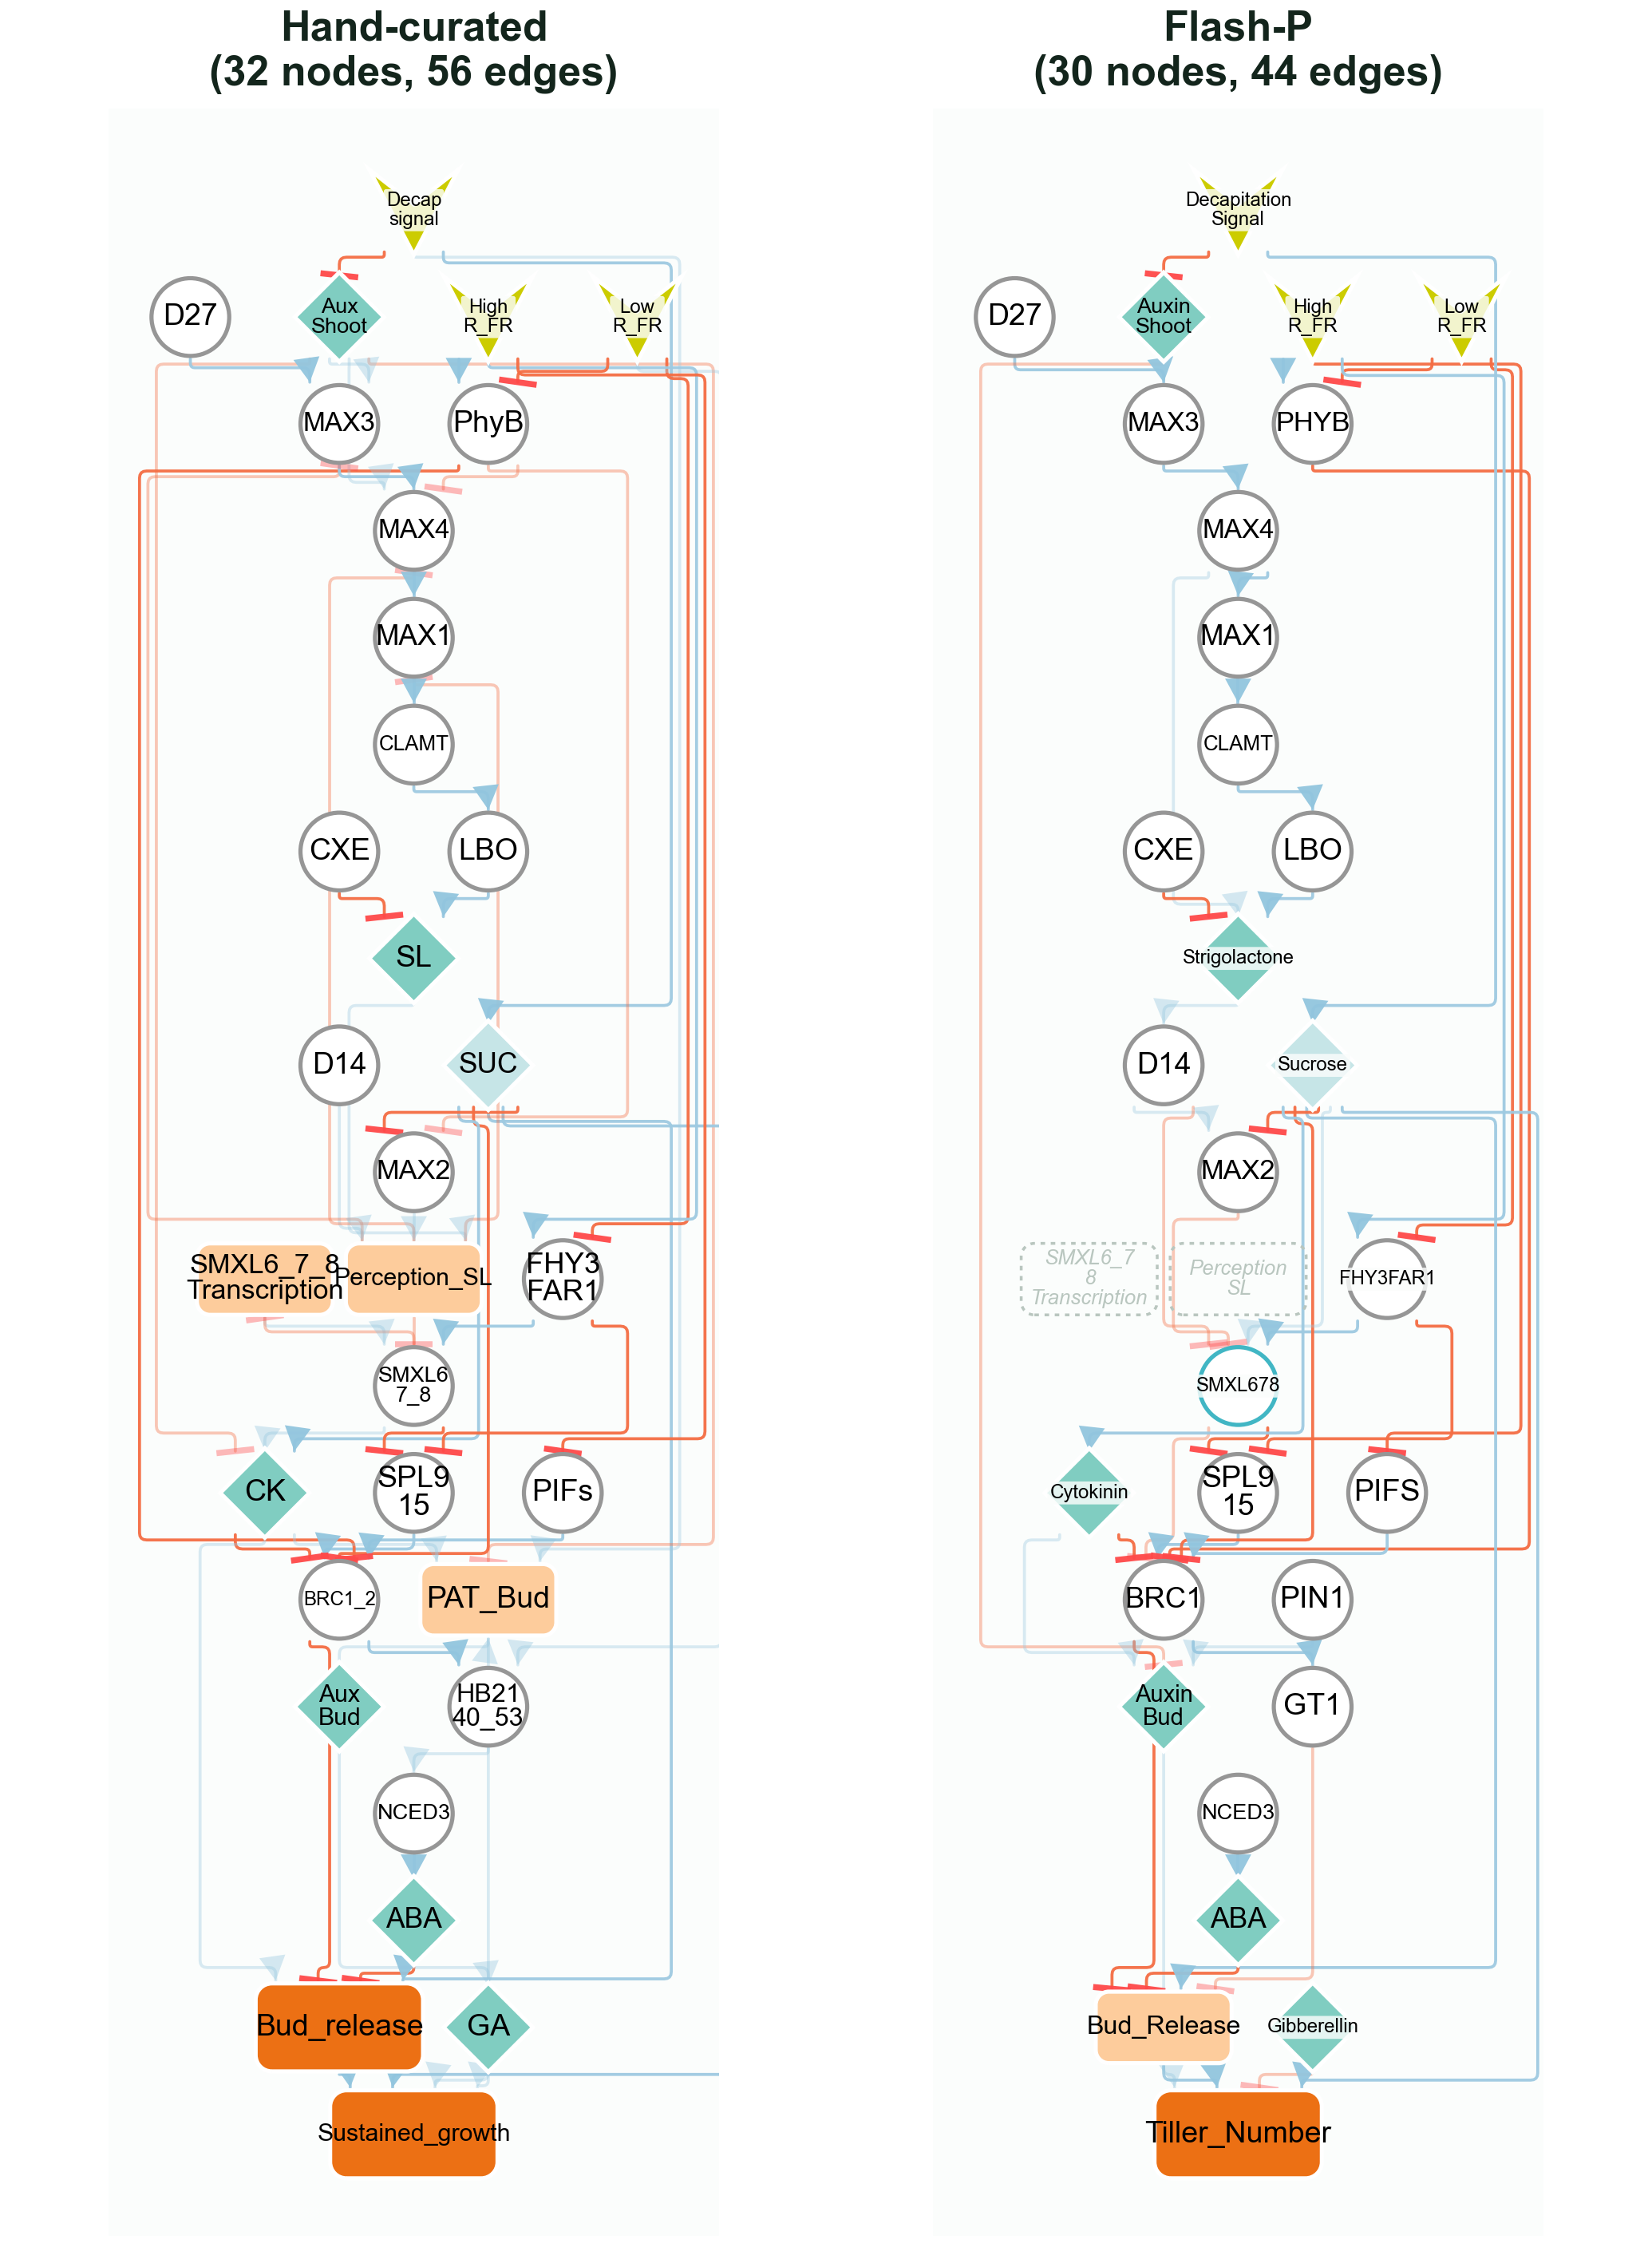 Hand-curated
(32 nodes, 56 edges)
Decap
signal
D27
Aux
Shoot
High
R_FR
Low
R_FR
MAX3
PhyB
MAX4
MAX1
CLAMT
CXE
LBO
SL
D14
SUC
MAX2
SMXL6_7_8
Transcription
Perception_SL
FHY3
FAR1
SMXL6
7_8
CK
SPL9
15
PIFs
BRC1_2
PAT_Bud
Aux
Bud
HB21
40_53
NCED3
ABA
Bud_release
GA
Sustained_growth
Flash-P
(30 nodes, 44 edges)
Decapitation
Signal
D27
Auxin
Shoot
High
R_FR
Low
R_FR
MAX3
PHYB
MAX4
MAX1
CLAMT
CXE
LBO
Strigolactone
D14
Sucrose
MAX2
SMXL6_7
8
Transcription
Perception
SL
FHY3FAR1
SMXL678
Cytokinin
SPL9
15
PIFS
BRC1
PIN1
Auxin
Bud
GT1
NCED3
ABA
Bud_Release
Gibberellin
Tiller_Number